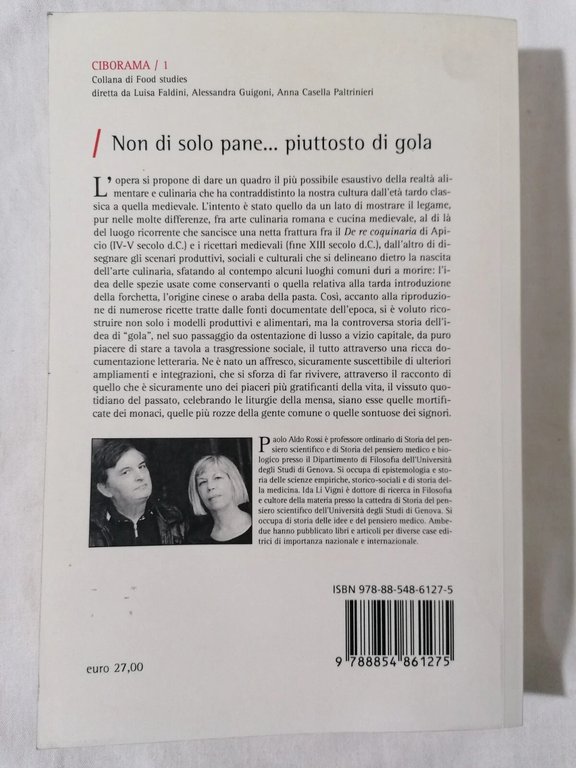 CIBORAMA / 1
Collana di Food studies
diretta da Luisa Faldini, Alessandra Guigoni, Anna Casella Paltrinieri
/ Non di solo pane... piuttosto di gola
L'opera si propone di dare un quadro il più possibile esaustivo della realtà ali-
mentare e culinaria che ha contraddistinto la nostra cultura dall'età tardo clas-
sica a quella medievale. L'intento è stato quello da un lato di mostrare il legame,
pur nelle molte differenze, fra arte culinaria romana e cucina medievale, al di là
del luogo ricorrente che sancisce una netta frattura fra il De re coquinaria di Api-
cio (IV-V secolo d.C.) e i ricettari medievali (fine XIII secolo d.C.), dall'altro di di-
segnare gli scenari produttivi, sociali e culturali che si delineano dietro la nascita
dell'arte culinaria, sfatando al contempo alcuni luoghi comuni duri a morire: l'i-
dea delle spezie usate come conservanti o quella relativa alla tarda introduzione
della forchetta, l'origine cinese o araba della pasta. Così, accanto alla riproduzio-
ne di numerose ricette tratte dalle fonti documentate dell'epoca, si è voluto rico-
struire non solo i modelli produttivi e alimentari, ma la controversa storia dell'i-
dea di "gola", nel suo passaggio da ostentazione di lusso a vizio capitale, da puro
piacere di stare a tavola a trasgressione sociale, il tutto attraverso una ricca do-
cumentazione letteraria. Ne è nato un affresco, sicuramente suscettibile di ulteriori
ampliamenti e integrazioni, che si sforza di far rivivere, attraverso il racconto di
quello che è sicuramente uno dei piaceri più gratificanti della vita, il vissuto quo-
tidiano del passato, celebrando le liturgie della mensa, siano esse quelle mortifi-
cate dei monaci, quelle più rozze della gente comune o quelle sontuose dei signori.
Paolo Aldo Rossi è professore ordinario di Storia del pen-
siero scientifico e di Storia del pensiero medico e bio-
logico presso il Dipartimento di Filosofia dell'Università
degli Studi di Genova. Si occupa di epistemologia e sto-
ria delle scienze empiriche, storico-sociali e di storia del-
la medicina. Ida Li Vigni è dottore di ricerca in Filosofia
e cultore della materia presso la cattedra di Storia del pen-
siero scientifico dell'Università degli Studi di Genova. Si
occupa di storia delle idee e del pensiero medico. Ambe-
due hanno pubblicato libri e articoli per diverse case edi-
trici di importanza nazionale e internazionale.
ISBN 978-88-548-6127-5
9 788854 861275
euro 27,00